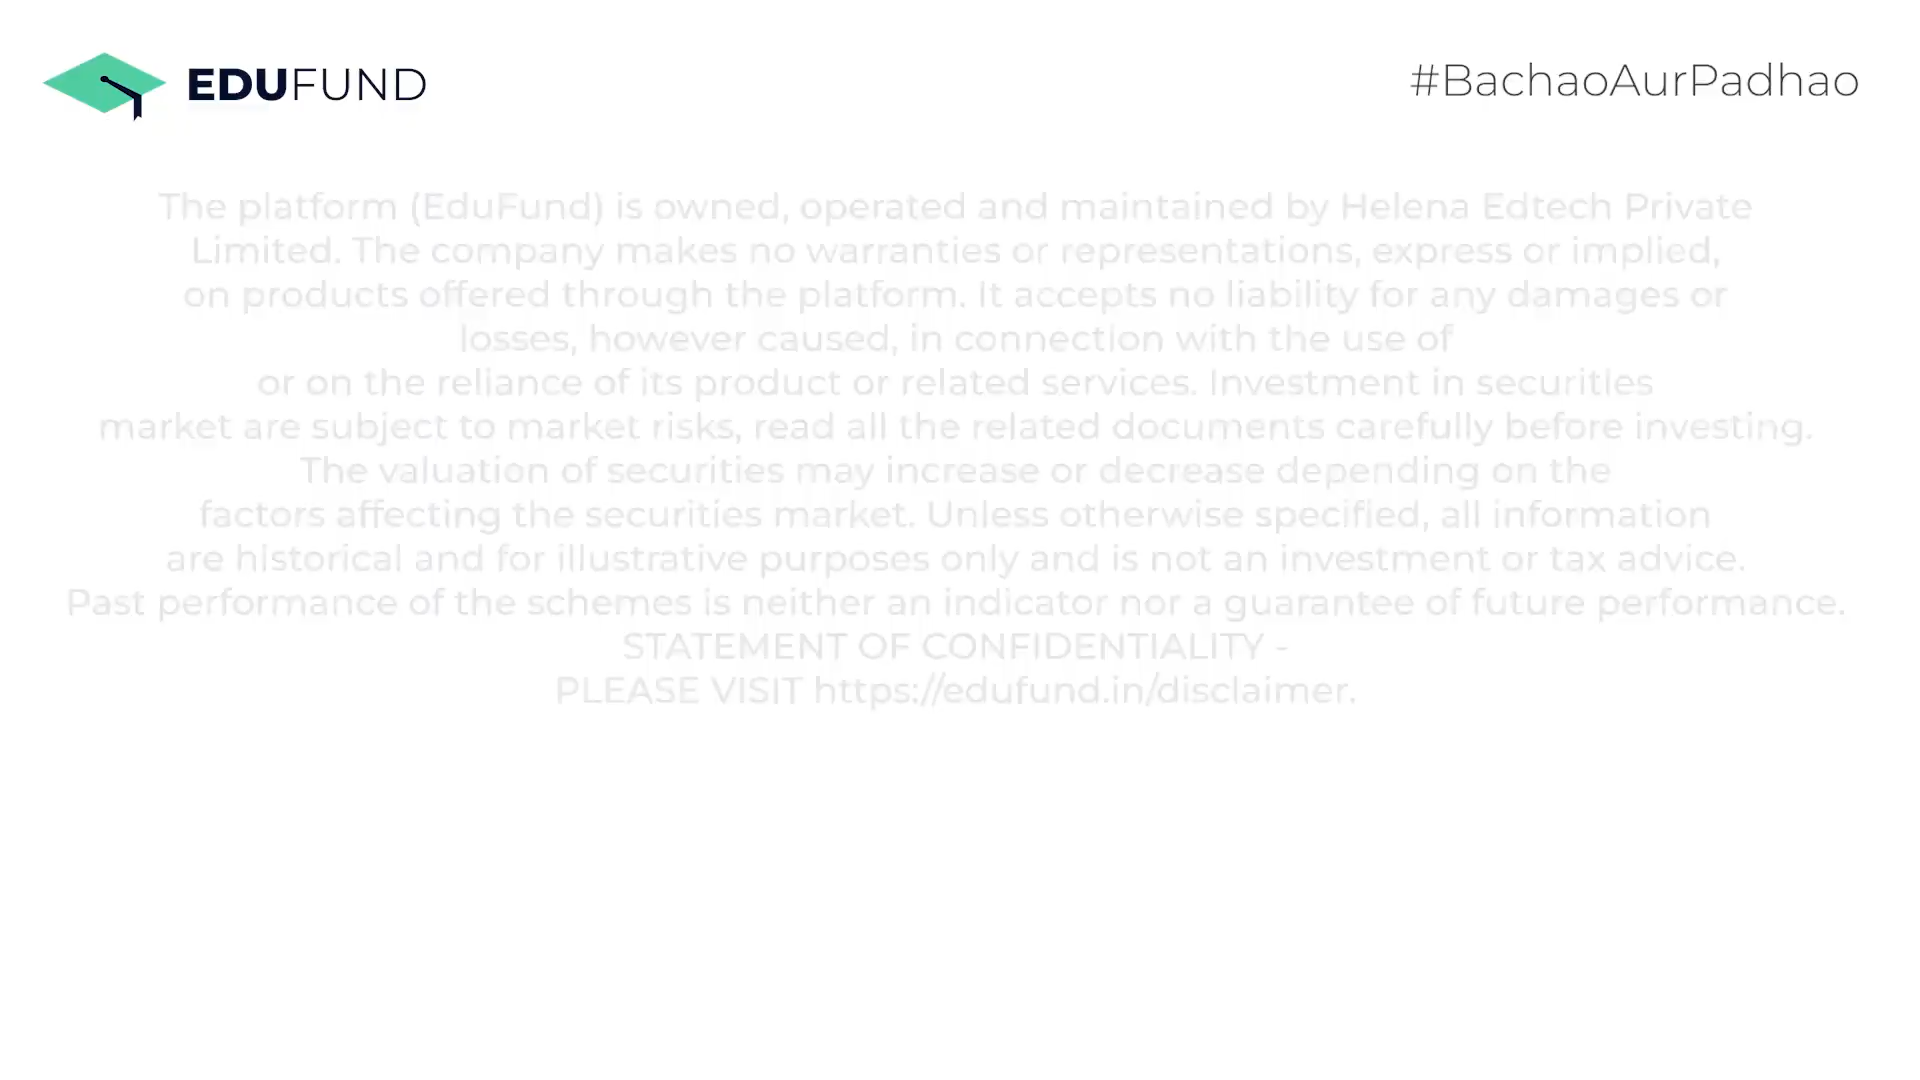 EDUFUND
#BachaoAurPadhao
The platform (EduFund) is owned, operated and maintained by Helena Edtech Private
Limited. The company makes no warranties or representations, express or implied,
on products offered through the platform. It accepts no liability for any damages or
losses, however caused, in connection with the use of
or on the reliance of its product or related services. Investment in securities
market are subject to market risks, read all the related documents carefully before investing.
The valuation of securities may increase or decrease depending on the
factors affecting the securities market. Unless otherwise specified, all information
are historical and for illustrative purposes only and is not an investment or tax advice.
Past performance of the schemes is neither an indicator nor a guarantee of future performance.
STATEMENT OF CONFIDENTIALITY -
PLEASE VISIT https://edufund.in/disclaimer.